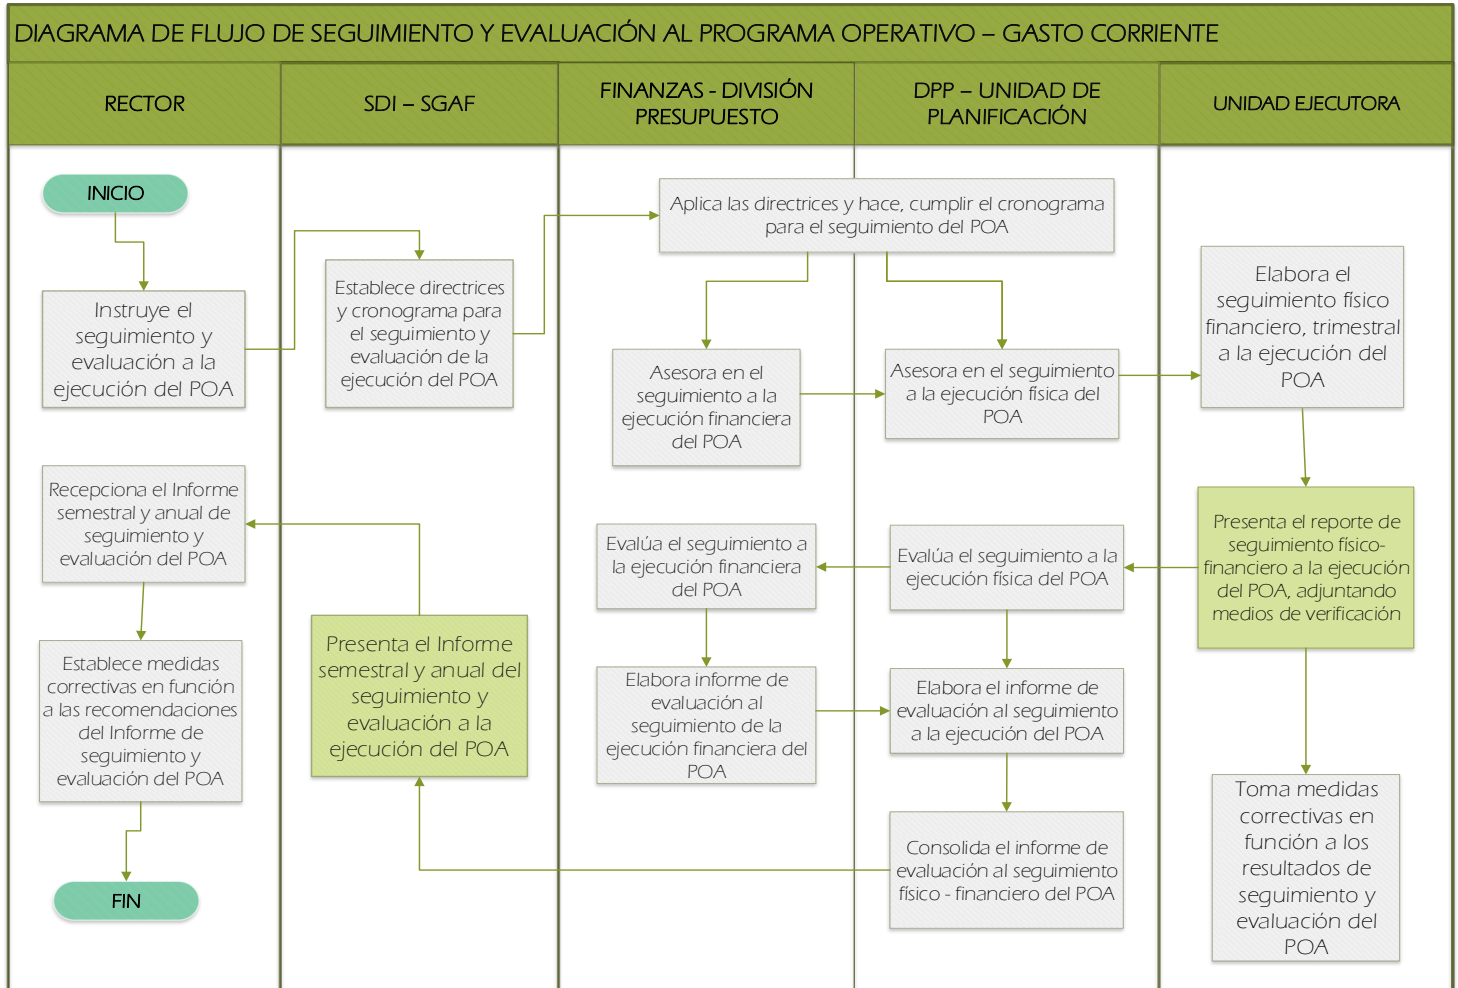 DIAGRAMA DE FLUJO DE SEGUIMIENTO Y EVALUACIÓN AL PROGRAMA OPERATIVO – GASTO CORRIENTE
RECTOR
SDI – SGAF
FINANZAS - DIVISIÓN
PRESUPUESTO
DPP – UNIDAD DE
PLANIFICACIÓN
UNIDAD EJECUTORA
INICIO
Instruye el
seguimiento y
evaluación a la
ejecución del POA
Establece directrices
y cronograma para
el seguimiento y
evaluación de la
ejecución del POA
Aplica las directrices y hace, cumplir el cronograma
para el seguimiento del POA
Asesora en el
seguimiento a la
ejecución financiera
del POA
Asesora en el seguimiento
a la ejecución física del
POA
Elabora el
seguimiento físico
financiero, trimestral
a la ejecución del
POA
Presenta el reporte de
seguimiento físico-
financiero a la ejecución
del POA, adjuntando
medios de verificación
Evalúa el seguimiento a la
ejecución física del POA
Evalúa el seguimiento a
la ejecución financiera
del POA
Elabora informe de
evaluación al
seguimiento de la
ejecución financiera del
POA
Elabora el informe de
evaluación al seguimiento
a la ejecución del POA
Consolida el informe de
evaluación al seguimiento
físico - financiero del POA
Toma medidas
correctivas en
función a los
resultados de
seguimiento y
evaluación del
POA
Presenta el Informe
semestral y anual del
seguimiento y
evaluación a la
ejecución del POA
Recepciona el Informe
semestral y anual de
seguimiento y
evaluación del POA
Establece medidas
correctivas en función
a las recomendaciones
del Informe de
seguimiento y
evaluación del POA
FIN